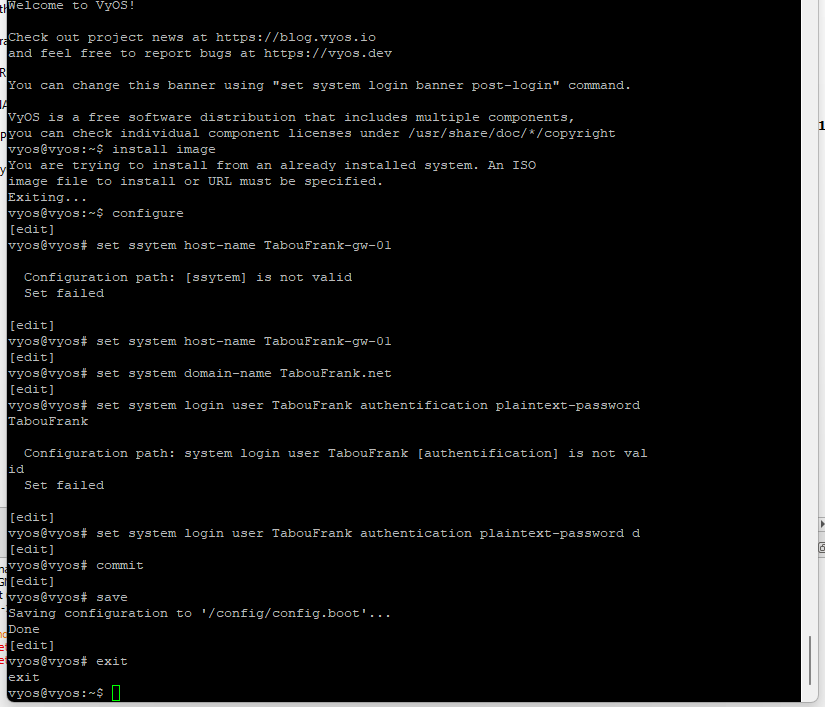 Welcome to VyOS!
Check out project news at https://blog.vyos.io
and feel free to report bugs at https://vyos.dev
You can change this banner using "set system login banner post-login" command.
VyOS is a free software distribution that includes multiple components,
you can check individual component licenses under /usr/share/doc/*/copyright
vyos@vyos:~$ install image
You are trying to install from an already installed system. An ISO
image file to install or URL must be specified.
Exiting...
vyos@vyos:~$ configure
[edit]
vyos@vyos# set ssytem host-name TabouFrank-gw-01
Configuration path: [ssytem] is not valid
Set failed
[edit]
vyos@vyos# set system host-name TabouFrank-gw-01
[edit]
vyos@vyos# set system domain-name TabouFrank.net
[edit]
vyos@vyos# set system login user TabouFrank authentification plaintext-password
TabouFrank
Configuration path: system login user TabouFrank [authentification] is not val
id
Set failed
[edit]
vyos@vyos# set system login user TabouFrank authentication plaintext-password d
[edit]
vyos@vyos# commit
[edit]
vyos@vyos# save
Saving configuration to '/config/config.boot'...
Done
[edit]
vyos@vyos# exit
exit
vyos@vyos:~$